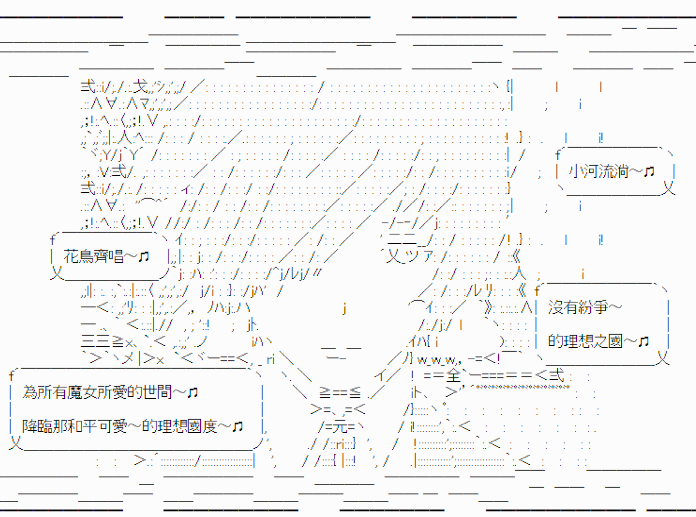 小河流淌～♫
花鳥齊唱～♫
沒有紛爭～
的理想之國～♫
為所有魔女所愛的世間～♫
降臨那和平可愛～的理想國度～♫